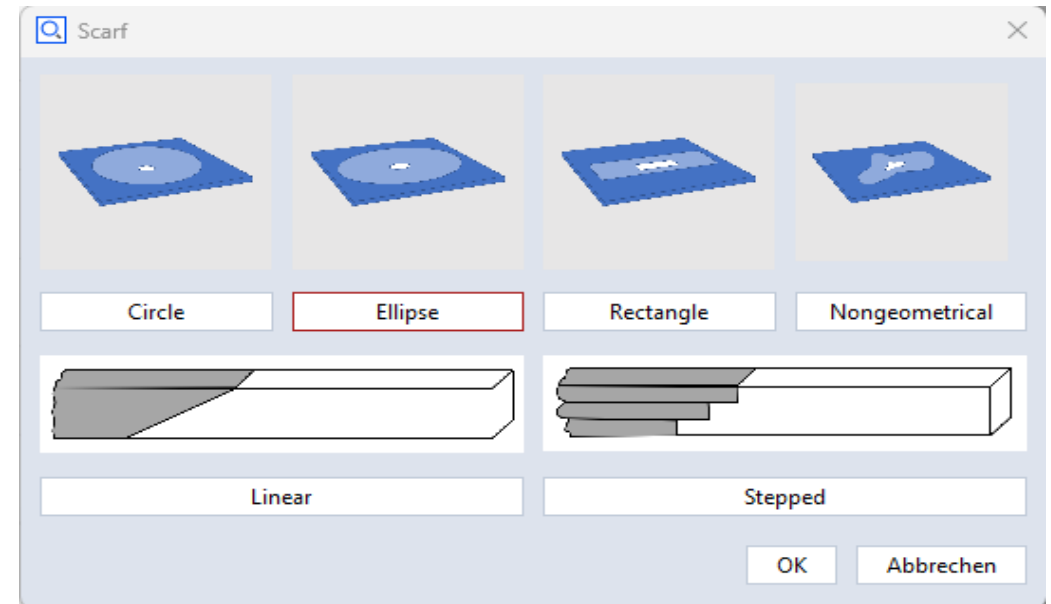 Scarf
Circle
Ellipse
Rectangle
Nongeometrical
Linear
Stepped
OK
Abbrechen